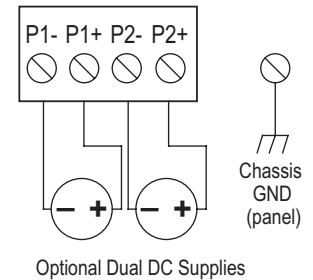 P1- P1+ P2- P2+
Chassis
GND
(panel)
− + − +
Optional Dual DC Supplies